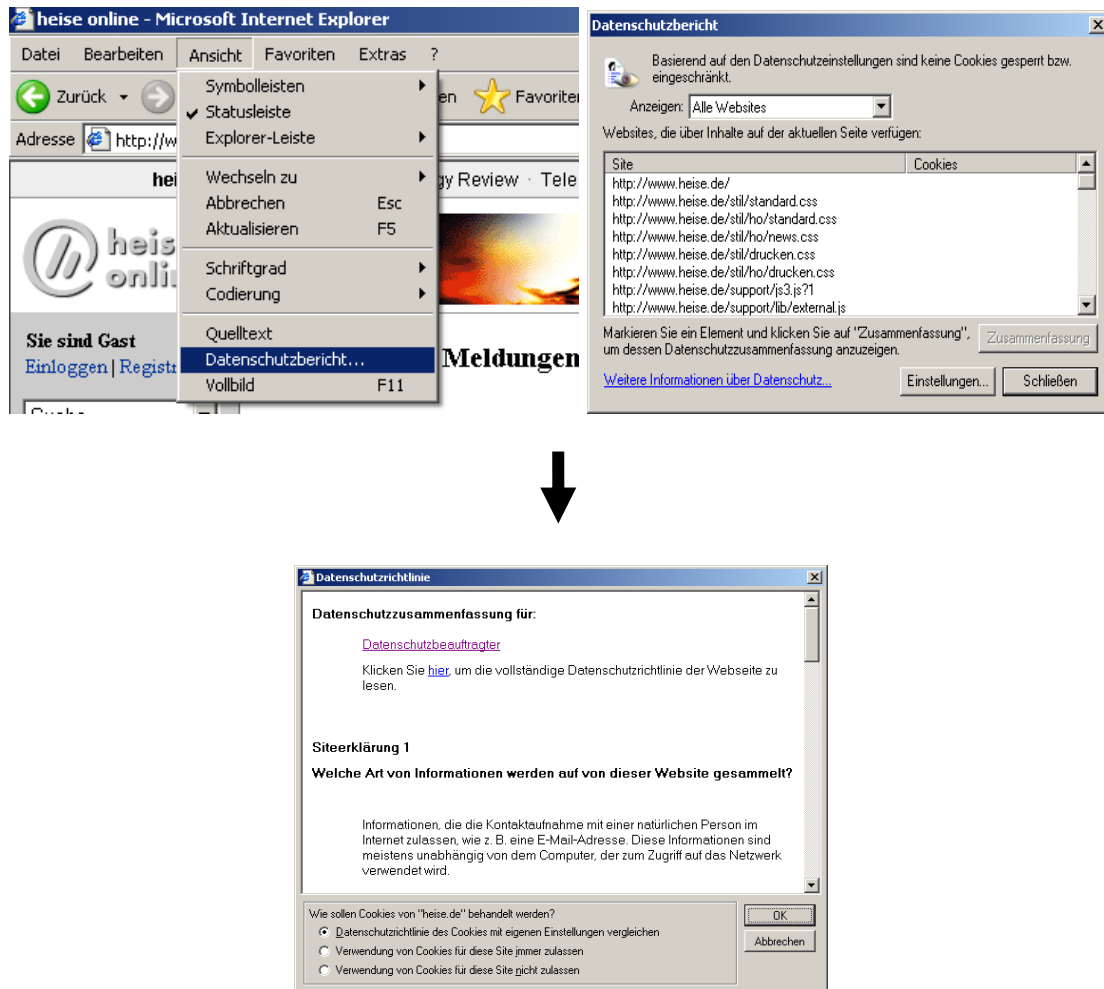 heise online - Microsoft Internet Explorer
Datei Bearbeiten Ansicht Favoriten Extras ?
Zurück en Favoriten
Adresse http://w
Symbolleisten
Statusleiste
Explorer-Leiste
Wechseln zu
Abbrechen Esc
Aktualisieren F5
Schriftgrad
Codierung
Quelltext
Datenschutzbericht...
Vollbild F11
hei gy Review · Tele
heis
onli
Sie sind Gast
Einloggen | Registr
Meldungen
Datenschutzbericht
Basierend auf den Datenschutzeinstellungen sind keine Cookies gesperrt bzw.
eingeschränkt.
Anzeigen: Alle Websites
Websites, die über Inhalte auf der aktuellen Seite verfügen:
Site Cookies
http://www.heise.de/
http://www.heise.de/stil/standard.css
http://www.heise.de/stil/ho/standard.css
http://www.heise.de/stil/ho/news.css
http://www.heise.de/stil/drucken.css
http://www.heise.de/stil/ho/drucken.css
http://www.heise.de/support/js3.js?1
http://www.heise.de/support/lib/external.js
Markieren Sie ein Element und klicken Sie auf "Zusammenfassung",
um dessen Datenschutzzusammenfassung anzuzeigen.
Zusammenfassung
Weitere Informationen über Datenschutz...
Einstellungen... Schließen
Datenschutzrichtlinie
Datenschutzzusammenfassung für:
Datenschutzbeauftragter
Klicken Sie hier, um die vollständige Datenschutzrichtlinie der Webseite zu
lesen.
Siteerklärung 1
Welche Art von Informationen werden auf von dieser Website gesammelt?
Informationen, die die Kontaktaufnahme mit einer natürlichen Person im
Internet zulassen, wie z. B. eine E-Mail-Adresse. Diese Informationen sind
meistens unabhängig von dem Computer, der zum Zugriff auf das Netzwerk
verwendet wird.
Wie sollen Cookies von "heise.de" behandelt werden?
Datenschutzrichtlinie des Cookies mit eigenen Einstellungen vergleichen
Verwendung von Cookies für diese Site immer zulassen
Verwendung von Cookies für diese Site nicht zulassen
OK
Abbrechen